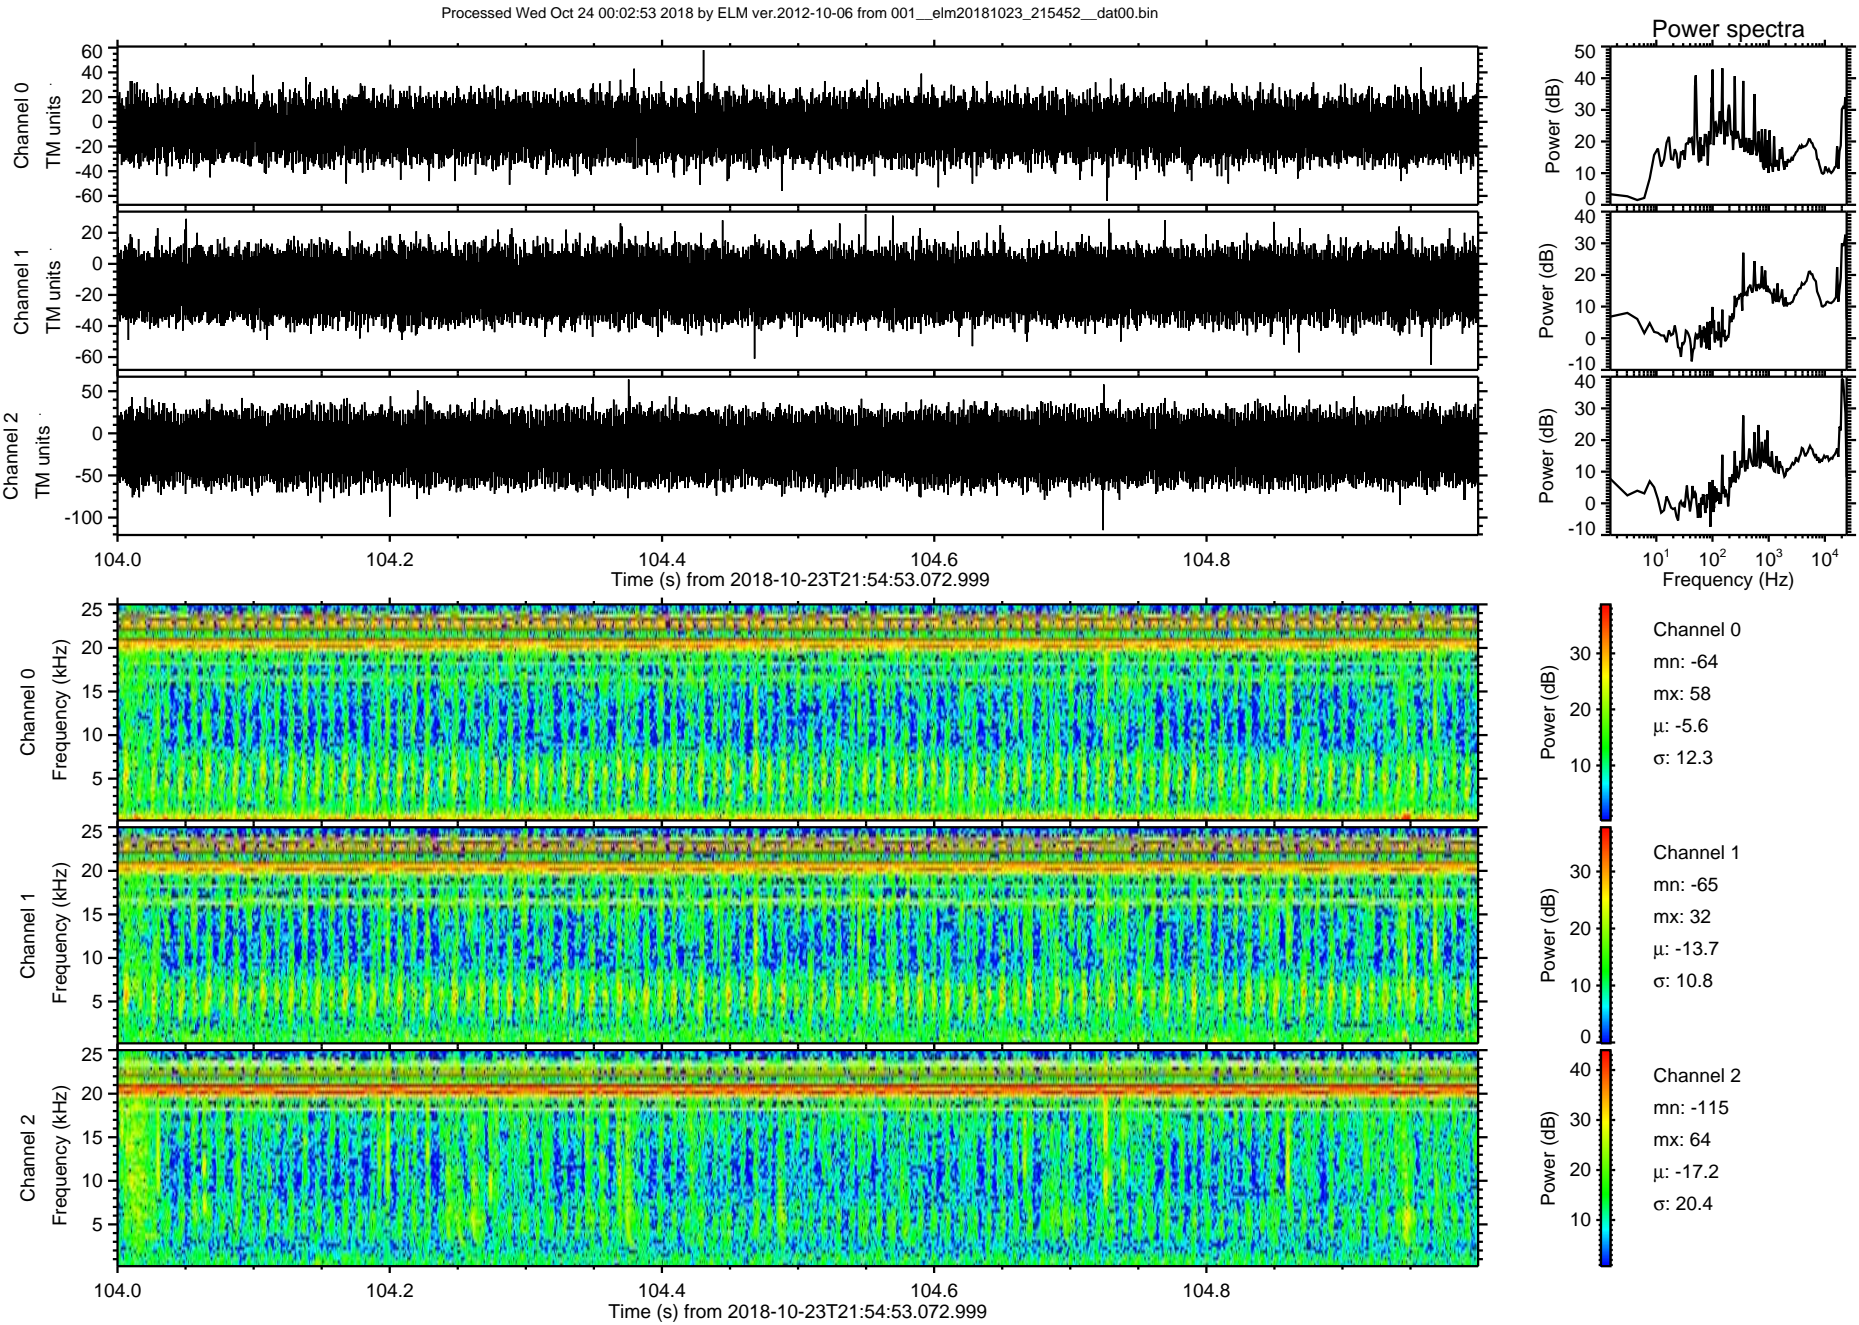 Processed Wed Oct 24 00:02:53 2018 by ELM ver.2012-10-06 from 001__elm20181023_215452__dat00.bin
Power spectra
Channel 0
TM units
60
40
20
0
-20
-40
-60
Power (dB)
50
40
30
20
10
0
Channel 1
TM units
20
0
-20
-40
-60
Power (dB)
40
30
20
10
0
-10
Channel 2
TM units
50
0
-50
-100
Power (dB)
40
30
20
10
0
-10
104.0 104.2 104.4 104.6 104.8
Time (s) from 2018-10-23T21:54:53.072.999
10^1 10^2 10^3 10^4
Frequency (Hz)
Channel 0
Frequency (kHz)
25
20
15
10
5
Power (dB)
30
20
10
Channel 0
mn: -64
mx: 58
µ: -5.6
σ: 12.3
Channel 1
Frequency (kHz)
25
20
15
10
5
Power (dB)
30
20
10
0
Channel 1
mn: -65
mx: 32
µ: -13.7
σ: 10.8
Channel 2
Frequency (kHz)
25
20
15
10
5
Power (dB)
40
30
20
10
Channel 2
mn: -115
mx: 64
µ: -17.2
σ: 20.4
104.0 104.2 104.4 104.6 104.8
Time (s) from 2018-10-23T21:54:53.072.999